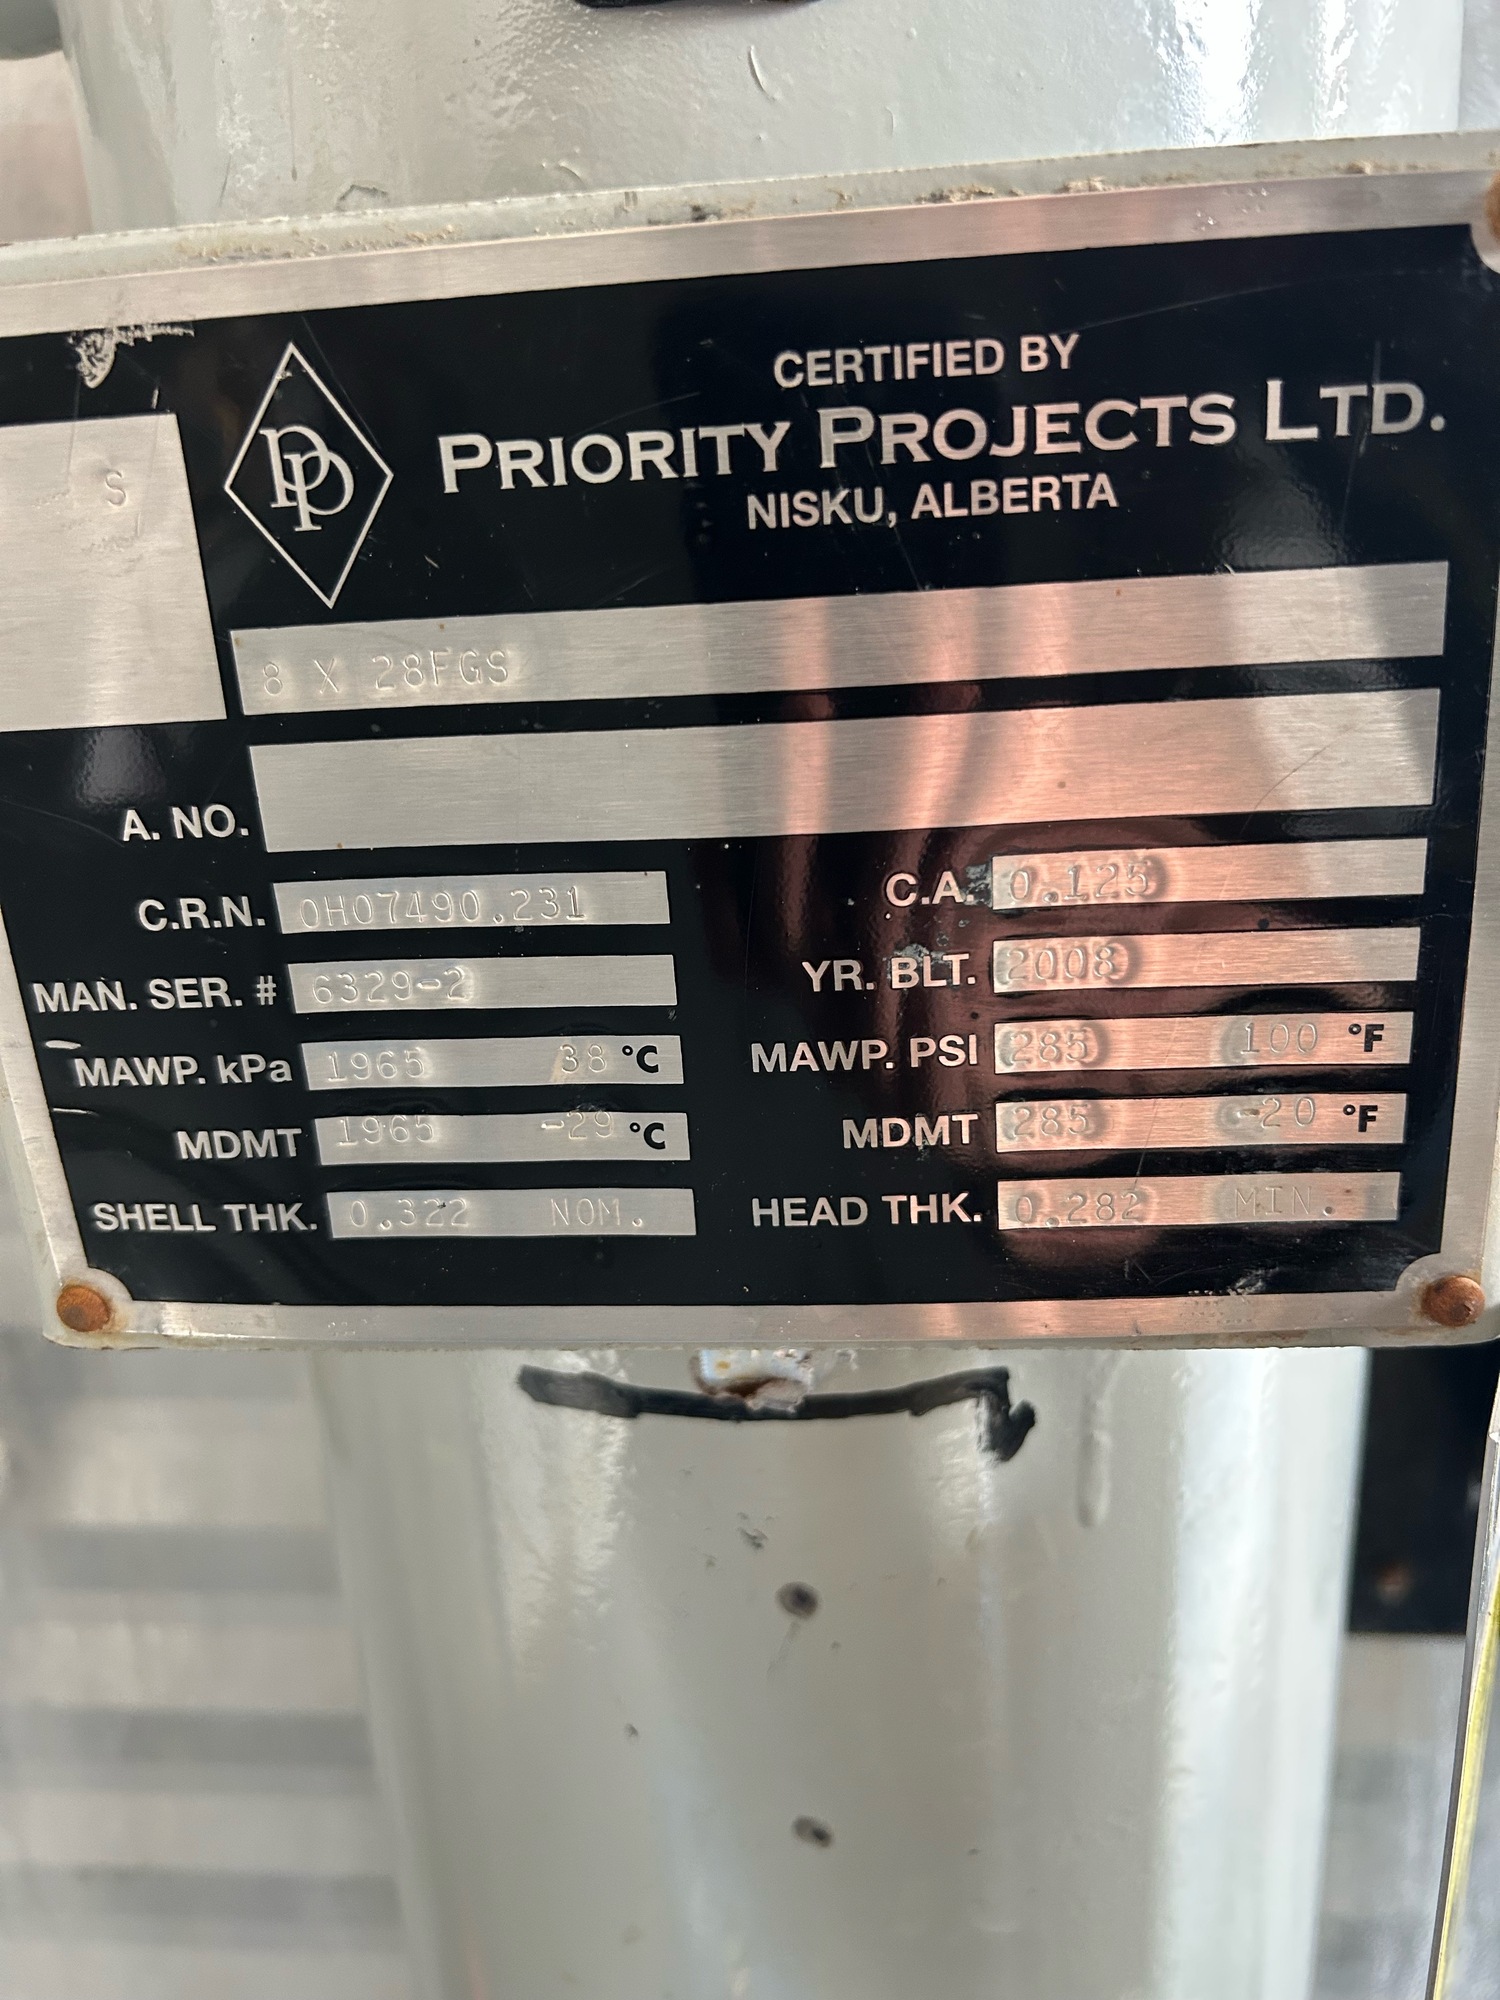 CERTIFIED BY
PP
PRIORITY PROJECTS LTD.
NISKU, ALBERTA
S
8 X 28FGS
A. NO.
C.R.N. 0H07490.231 C.A. 0.125
MAN. SER. # 6329-2 YR. BLT. 2008
MAWP. kPa 1965 38 °C MAWP. PSI 285 100 °F
MDMT 1965 -29 °C MDMT 285 -20 °F
SHELL THK. 0.322 NOM. HEAD THK. 0.282 MIN.